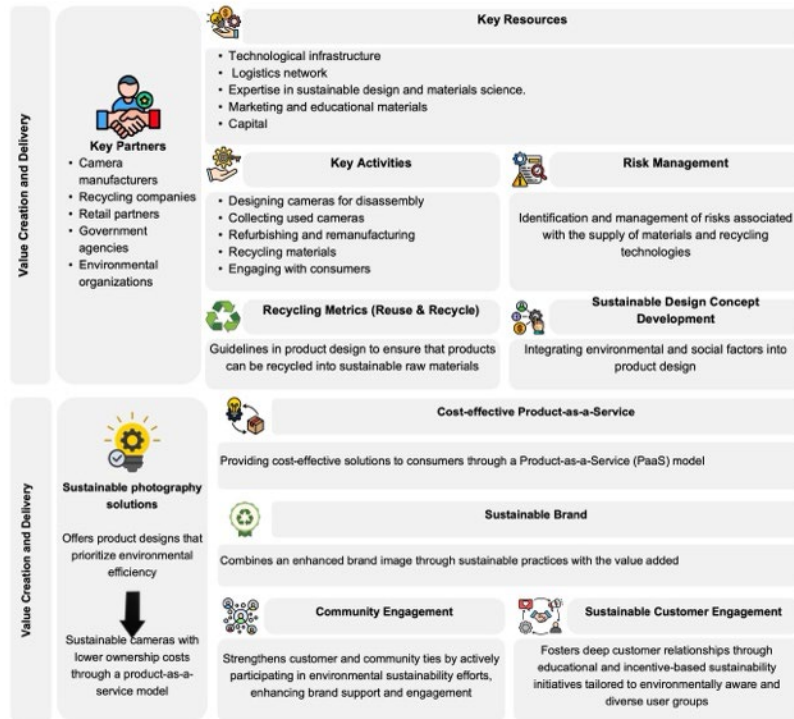 Value Creation and Delivery
Key Partners
• Camera
manufacturers
• Recycling companies
• Retail partners
• Government
agencies
• Environmental
organizations
Key Resources
• Technological infrastructure
• Logistics network
• Expertise in sustainable design and materials science.
• Marketing and educational materials
• Capital
Key Activities
• Designing cameras for disassembly
• Collecting used cameras
• Refurbishing and remanufacturing
• Recycling materials
• Engaging with consumers
Risk Management
Identification and management of risks associated
with the supply of materials and recycling
technologies
Recycling Metrics (Reuse & Recycle)
Guidelines in product design to ensure that products
can be recycled into sustainable raw materials
Sustainable Design Concept
Development
Integrating environmental and social factors into
product design
Value Creation and Delivery
Sustainable photography
solutions
Offers product designs that
prioritize environmental
efficiency
Sustainable cameras with
lower ownership costs
through a product-as-a-
service model
Cost-effective Product-as-a-Service
Providing cost-effective solutions to consumers through a Product-as-a-Service (PaaS) model
Sustainable Brand
Combines an enhanced brand image through sustainable practices with the value added
Community Engagement
Strengthens customer and community ties by actively
participating in environmental sustainability efforts,
enhancing brand support and engagement
Sustainable Customer Engagement
Fosters deep customer relationships through
educational and incentive-based sustainability
initiatives tailored to environmentally aware and
diverse user groups